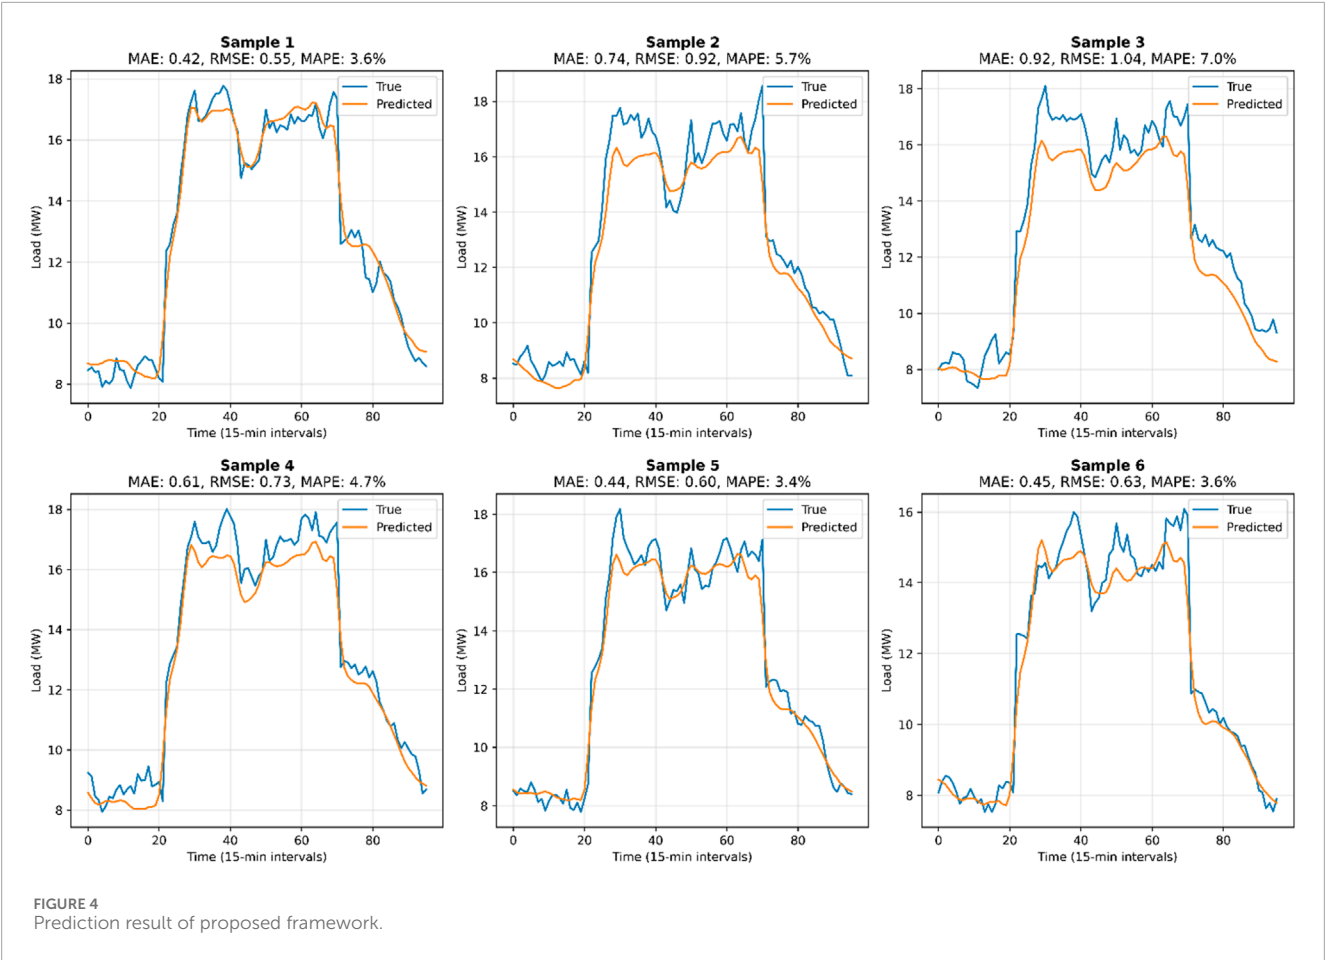 Sample 1
MAE: 0.42, RMSE: 0.55, MAPE: 3.6%
18
16
14
12
10
8
Load (MW)
True
Predicted
0 20 40 60 80
Time (15-min intervals)
Sample 2
MAE: 0.74, RMSE: 0.92, MAPE: 5.7%
18
16
14
12
10
8
Load (MW)
True
Predicted
0 20 40 60 80
Time (15-min intervals)
Sample 3
MAE: 0.92, RMSE: 1.04, MAPE: 7.0%
18
16
14
12
10
8
Load (MW)
True
Predicted
0 20 40 60 80
Time (15-min intervals)
Sample 4
MAE: 0.61, RMSE: 0.73, MAPE: 4.7%
18
16
14
12
10
8
Load (MW)
True
Predicted
0 20 40 60 80
Time (15-min intervals)
Sample 5
MAE: 0.44, RMSE: 0.60, MAPE: 3.4%
18
16
14
12
10
8
Load (MW)
True
Predicted
0 20 40 60 80
Time (15-min intervals)
Sample 6
MAE: 0.45, RMSE: 0.63, MAPE: 3.6%
16
14
12
10
8
Load (MW)
True
Predicted
0 20 40 60 80
Time (15-min intervals)
FIGURE 4
Prediction result of proposed framework.